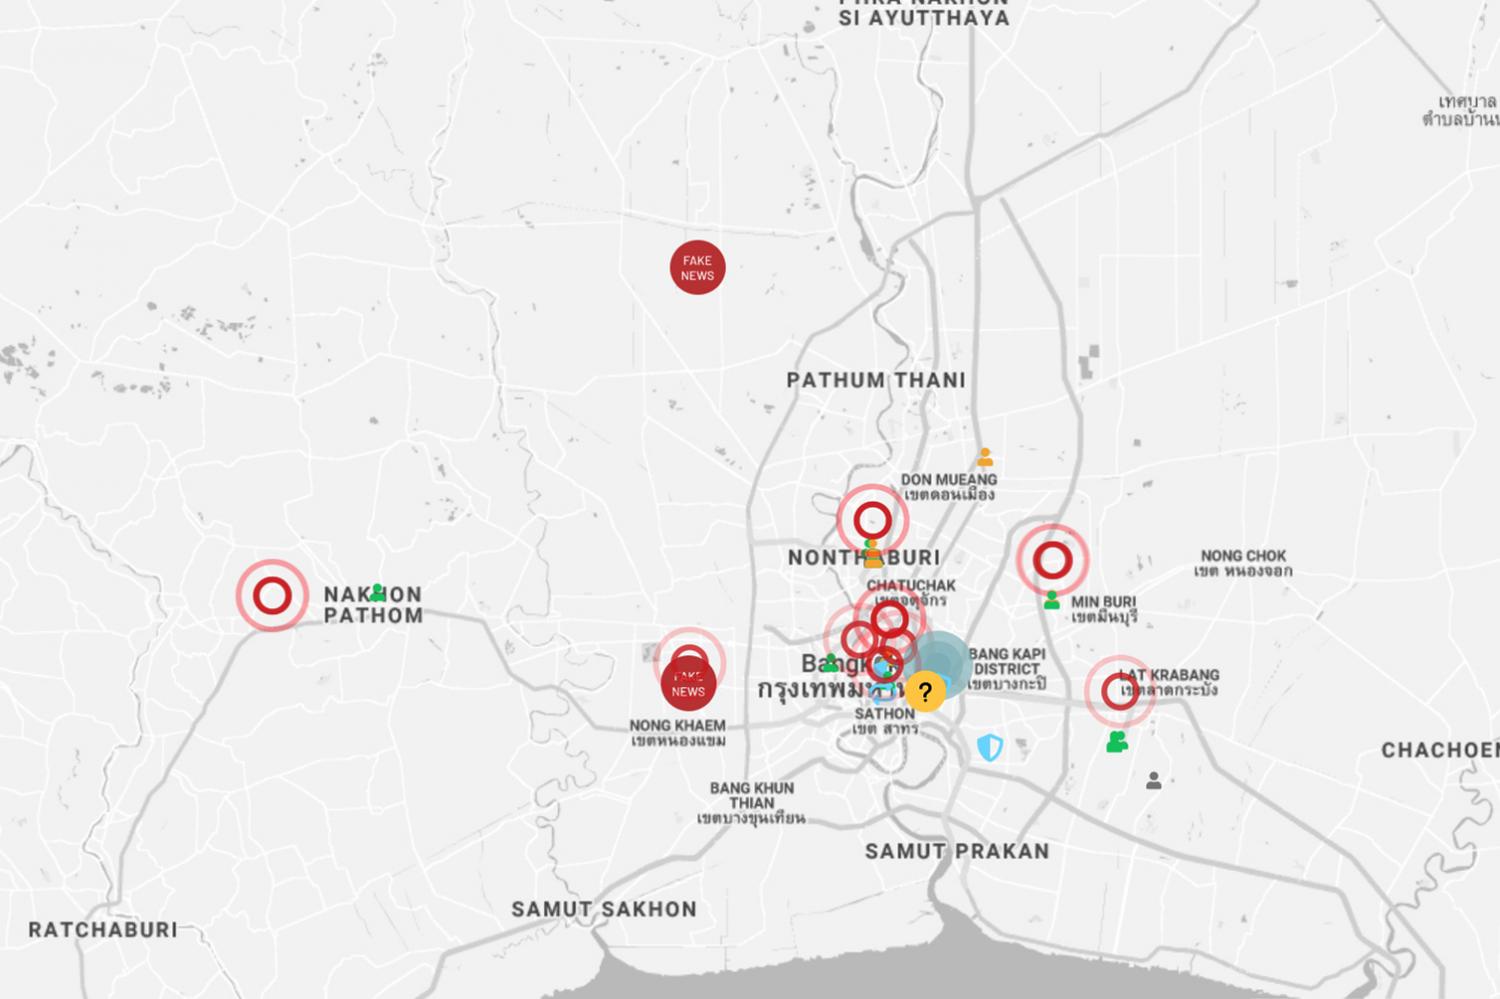 PHRA NAKHON
SI AYUTTHAYA
เทศบาล
ตำบลบ้าน
FAKE
NEWS
PATHUM THANI
DON MUEANG
เขตดอนเมือง
NONTHABURI
NONG CHOK
เขต หนองจอก
CHATUCHAK
เขตจตุจักร
NAKHON
PATHOM
MIN BURI
เขตมีนบุรี
BANG KAPI
DISTRICT
เขตบางกะปิ
Bangkok
กรุงเทพมหานคร
LAT KRABANG
เขตลาดกระบัง
FAKE
NEWS
?
SATHON
เขต สาทร
NONG KHAEM
เขตหนองแขม
CHACHOEN
BANG KHUN
THIAN
เขตบางขุนเทียน
SAMUT PRAKAN
SAMUT SAKHON
RATCHABURI